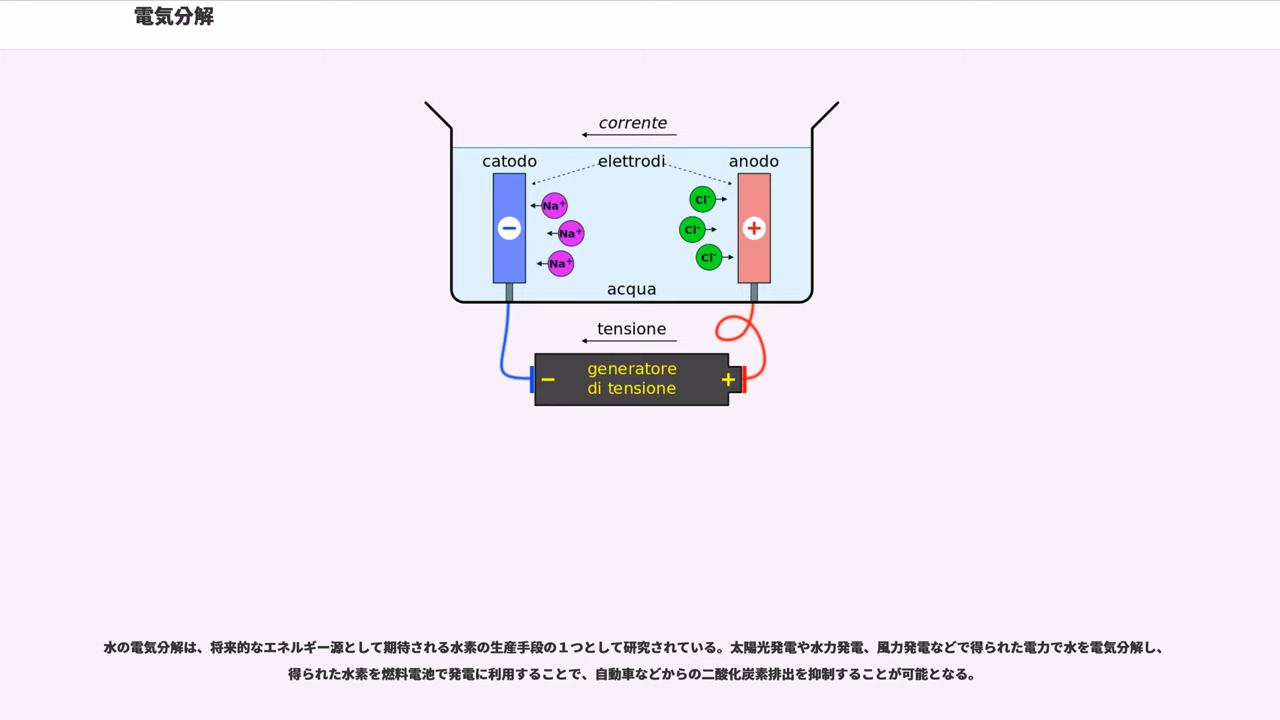 電気分解
corrente
catodo elettrodi anodo
Na⁺ Cl⁻
Na⁺ Cl⁻
Na⁺ Cl⁻
acqua
tensione
− generatore +
di tensione
水の電気分解は、将来的なエネルギー源として期待される水素の生産手段の１つとして研究されている。太陽光発電や水力発電、風力発電などで得られた電力で水を電気分解し、
得られた水素を燃料電池で発電に利用することで、自動車などからの二酸化炭素排出を抑制することが可能となる。